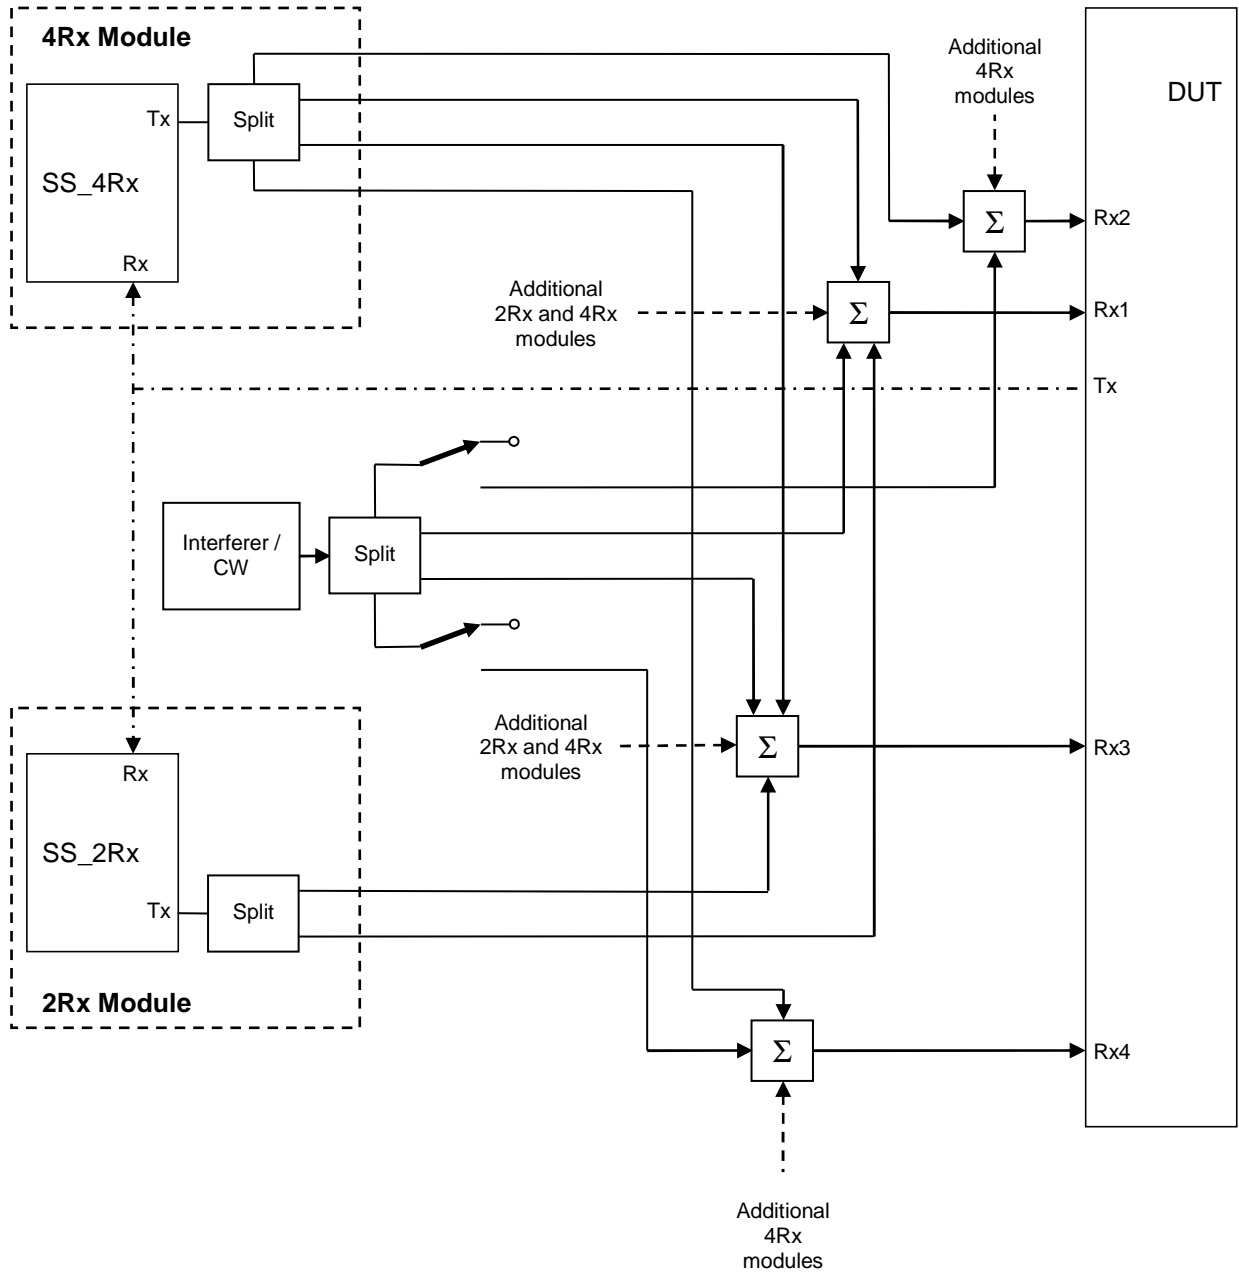 4Rx Module
Additional
4Rx
modules
DUT
Tx
Split
SS_4Rx
Rx
Σ
Rx2
Additional
2Rx and 4Rx
modules
Σ
Rx1
Tx
Interferer /
CW
Split
Additional
2Rx and 4Rx
modules
Σ
Rx3
Rx
SS_2Rx
Tx
Split
2Rx Module
Σ
Rx4
Additional
4Rx
modules